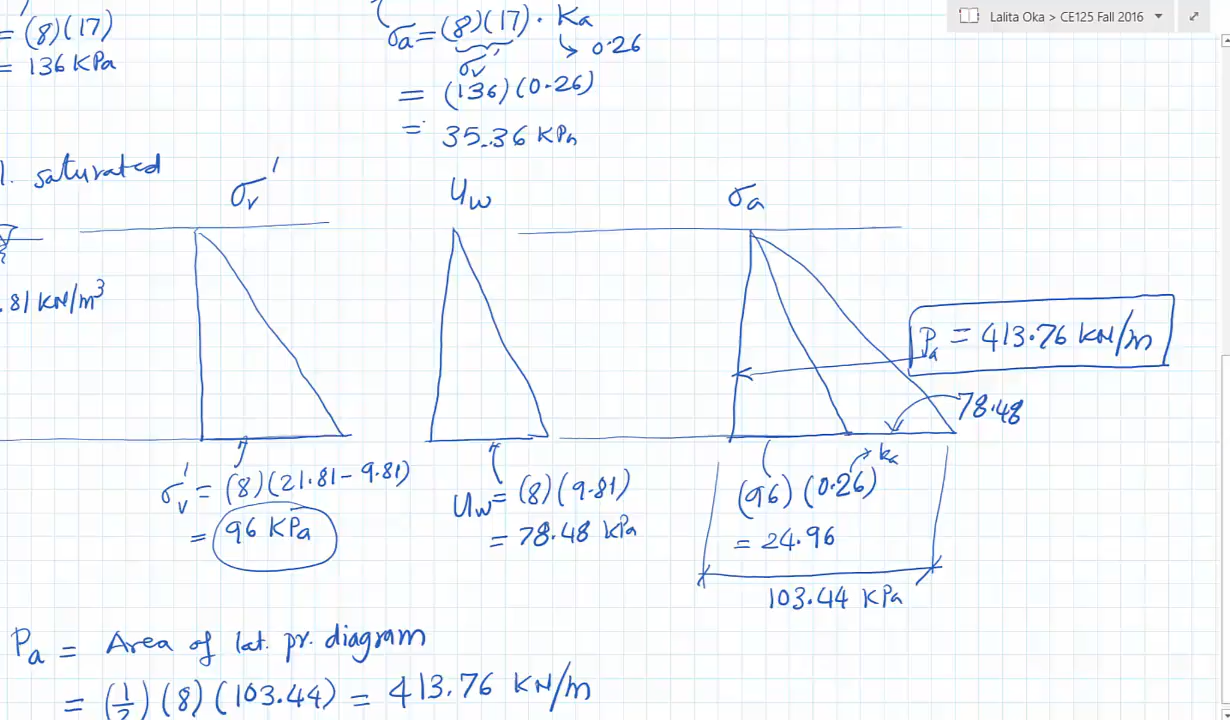 Lalita Oka > CE125 Fall 2016
= (8)(17)
= 136 KPa
σa = (8)(17) · Ka
σv'
↳ 0.26
= (136)(0.26)
= 35.36 KPa
1. saturated
σv'
Uw
σa
.81 KN/m³
Pa = 413.76 KN/m
78.48
σv' = (8)(21.81 - 9.81)
= 96 KPa
Uw = (8)(9.81)
= 78.48 KPa
(96)(0.26)
Ka
= 24.96
103.44 KPa
Pa = Area of lat. pr. diagram
= (1/2)(8)(103.44) = 413.76 KN/m